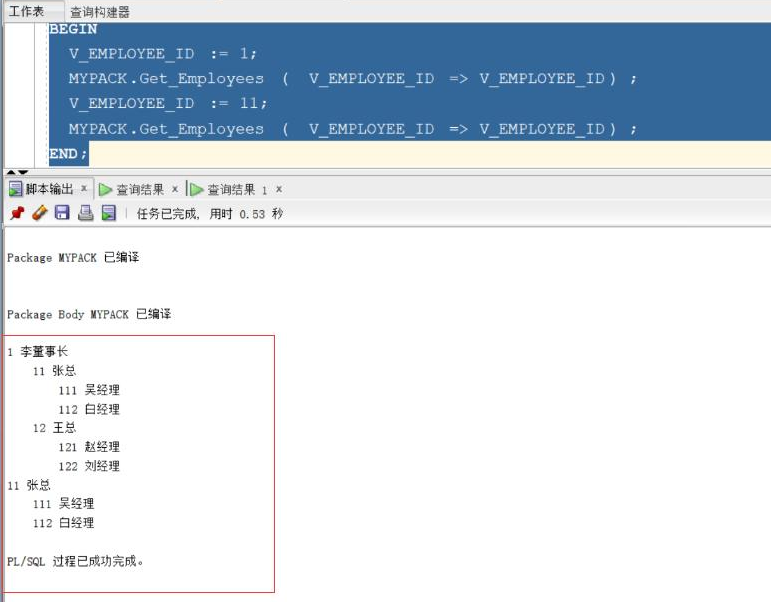 工作表 查询构建器
BEGIN
V_EMPLOYEE_ID := 1;
MYPACK.Get_Employees ( V_EMPLOYEE_ID => V_EMPLOYEE_ID) ;
V_EMPLOYEE_ID := 11;
MYPACK.Get_Employees ( V_EMPLOYEE_ID => V_EMPLOYEE_ID) ;
END;
脚本输出 x 查询结果 x 查询结果 1 x
任务已完成, 用时 0.53 秒
Package MYPACK 已编译
Package Body MYPACK 已编译
1 李董事长
11 张总
111 吴经理
112 白经理
12 王总
121 赵经理
122 刘经理
11 张总
111 吴经理
112 白经理
PL/SQL 过程已成功完成。